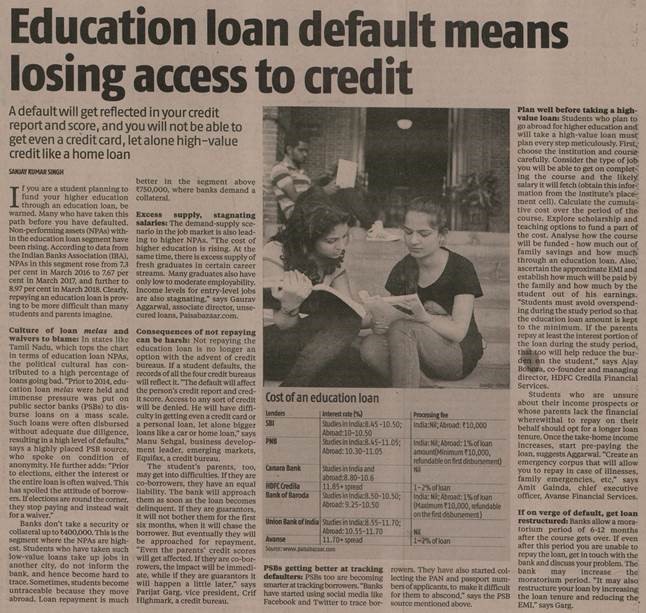 Education loan default means
losing access to credit
A default will get reflected in your credit
report and score, and you will not be able to
get even a credit card, let alone high-value
credit like a home loan
SANJAY KUMAR SINGH
If you are a student planning to
fund your higher education
through an education loan, be
warned. Many who have taken this
path before you have defaulted.
Non-performing assets (NPAs) with-
in the education loan segment have
been rising. According to data from
the Indian Banks Association (IBA),
NPAs in this segment rose from 7.3
per cent in March 2016 to 7.67 per
cent in March 2017, and further to
8.97 per cent in March 2018. Clearly,
repaying an education loan is prov-
ing to be more difficult than many
students and parents imagine.
Culture of loan melas and
waivers to blame: In states like
Tamil Nadu, which tops the chart
in terms of education loan NPAs,
the political culture has con-
tributed to a high percentage of
loans going bad. "Prior to 2014, edu-
cation loan melas were held and
immense pressure was put on
public sector banks (PSBs) to dis-
burse loans on a mass scale.
Such loans were often disbursed
without adequate due diligence,
resulting in a high level of defaults,"
says a highly placed PSB source,
who spoke on condition of
anonymity. He further adds: "Prior
to elections, either the interest or
the entire loan is often waived.
This has spoiled the attitude of borrow-
ers. If elections are round the corner,
they stop paying and instead wait
for a waiver."
Banks don't take a security or
collateral up to ₹400,000. This is the
segment where the NPAs are high-
est. Students who have taken such
low-value loans take up jobs in
another city, do not inform the
bank, and hence become hard to
trace. Sometimes, students become
untraceable because they move
abroad. Loan repayment is much
better in the segment above
₹750,000, where banks demand a
collateral.
Excess supply, stagnating
salaries: The demand-supply sce-
nario in the job market is also lead-
ing to higher NPAs. "The cost of
higher education is rising. At the
same time, there is excess supply of
fresh graduates in certain career
streams. Many graduates also
have only low to moderate employability.
Income levels for entry-level jobs
are also stagnating," says Gaurav
Aggarwal, associate director, unse-
cured loans, Paisabazaar.com.
Consequences of not repaying
can be harsh: Not repaying the
education loan is no longer an
option with the advent of credit
bureaus. If a student defaults, the
records of all the four credit bureaus
will reflect it. "The default will affect
the person's credit report and cred-
it score. Access to any sort of credit
will be denied. He will have diffi-
culty in getting even a credit card or
a personal loan, let alone bigger
loans like a car or home loan," says
Manu Sehgal, business develop-
ment leader, emerging markets,
Equifax, a credit bureau.
The student's parents, too,
may get into difficulties. If they are
co-borrowers, they have an equal
liability. The bank will approach
them as soon as the loan becomes
delinquent. If they are guarantors,
it will not bother them for the first
six months, when it will chase the
borrower. But eventually they will
be approached for repayment.
"Even the parents' credit scores
will get affected. If they are co-bor-
rowers, the impact will be immedi-
ate, while if they are guarantors it
will happen a little later," says
Parijat Garg, vice president, Crif
Highmark, a credit bureau.
Cost of an education loan
Lenders Interest rate (%) Processing fee
SBI Studies in India:8.45 -10.50; Abroad:10-10.50 India:Nil; Abroad: ₹10,000
PNB Studies in India:8.45-11.05; Abroad: 10.30-11.05 India: Nil; Abroad: 1% of loan amount(Minimum ₹10,000, refundable on first disbursement)
Canara Bank Studies in India and abroad:8.80-10.6 Nil
HDFC Credila 11.85+ spread 1-2% of loan
Bank of Baroda Studies in India:8.50-10.50; Abroad: 9.25-10.50 India: Nil; Abroad: 1% of loan (Maximum ₹10,000, refundable on the first disbursement)
Union Bank of India Studies in India:8.55-11.70; Abroad: 10.55-11.70 Nil
Avanse 11.70+ spread 1-2% of loan
Source: www.paisabazaar.com
PSBs getting better at tracking
defaulters: PSBs too are becoming
smarter at tracking borrowers. "Banks
have started using social media like
Facebook and Twitter to trace bor-
rowers. They have also started col-
lecting the PAN and passport num-
bers of applicants, to make it difficult
for them to abscond," says the PSB
source mentioned above.
Plan well before taking a high-
value loan: Students who plan to
go abroad for higher education and
will take a high-value loan must
plan every step meticulously. First,
choose the institution and course
carefully. Consider the type of job
you will be able to get on complet-
ing the course and the likely
salary it will fetch (obtain this infor-
mation from the institute's place-
ment cell). Calculate the cumula-
tive cost over the period of the
course. Explore scholarship and
teaching options to fund a part of
the cost. Analyse how the course
will be funded - how much out of
family savings and how much
through an education loan. Also,
ascertain the approximate EMI and
establish how much will be paid by
the family and how much by the
student out of his earnings.
"Students must avoid overspend-
ing during the study period so that
the education loan amount is kept
to the minimum. If the parents
repay at least the interest portion of
the loan during the study period,
that too will help reduce the bur-
den on the student," says Ajay
Bohora, co-founder and managing
director, HDFC Credila Financial
Services.
Students who are unsure
about their income prospects or
whose parents lack the financial
wherewithal to repay on their
behalf should opt for a longer loan
tenure. Once the take-home income
increases, start pre-paying the
loan, suggests Aggarwal. "Create an
emergency corpus that will allow
you to repay in case of illnesses,
family emergencies, etc," says
Amit Gainda, chief executive
officer, Avanse Financial Services.
If on verge of default, get loan
restructured: Banks allow a mora-
torium period of 6-12 months
after the course gets over. If even
after this period you are unable to
repay the loan, get in touch with the
bank and discuss your problem. The
bank may increase the
moratorium period. "It may also
restructure your loan by increasing
the loan tenure and reducing the
EMI," says Garg.